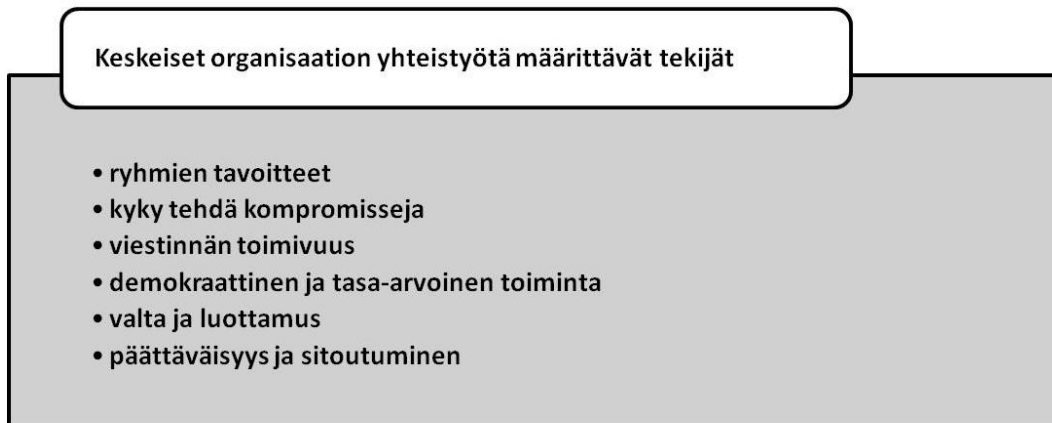 Keskeiset organisaation yhteistyötä määrittävät tekijät
• ryhmien tavoitteet
• kyky tehdä kompromisseja
• viestinnän toimivuus
• demokraattinen ja tasa-arvoinen toiminta
• valta ja luottamus
• päättäväisyys ja sitoutuminen